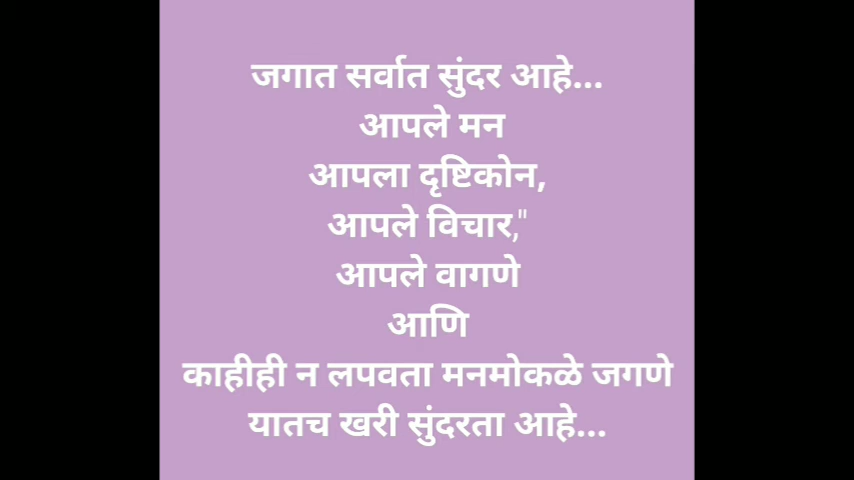 जगात सर्वात सुंदर आहे...
आपले मन
आपला दृष्टिकोन,
आपले विचार,"
आपले वागणे
आणि
काहीही न लपवता मनमोकळे जगणे
यातच खरी सुंदरता आहे...